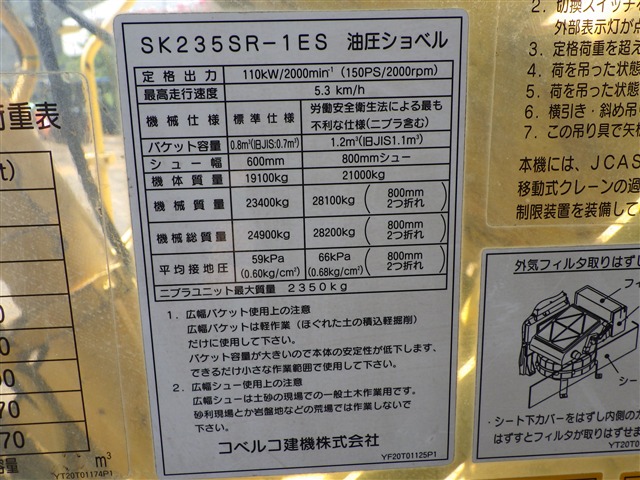 荷重表
t)
0
0
00
70
70
容量 m³
YT20T01174P1
SK235SR-1ES 油圧ショベル
定格出力 110kW/2000min⁻¹ (150PS/2000rpm)
最高走行速度 5.3 km/h
機械仕様 標準仕様 労働安全衛生法による最も
不利な仕様(ニブラ含む)
バケット容量 0.8m³(旧JIS:0.7m³) 1.2m³(旧JIS1.1m³)
シュー幅 600mm 800mmシュー
機体質量 19100kg 21000kg
機械質量 23400kg 28100kg (800mm
2つ折れ)
機械総質量 24900kg 28200kg (800mm
2つ折れ)
平均接地圧 59kPa
(0.60kg/cm²) 66kPa
(0.68kg/cm²) (800mm
2つ折れ)
ニブラユニット最大質量 2350kg
1. 広幅バケット使用上の注意
広幅バケットは軽作業(ほぐれた土の積込軽掘削)
だけに使用して下さい。
バケット容量が大きいので本体の安定性が低下します、
できるだけ小さな作業範囲で使用して下さい。
2. 広幅シュー使用上の注意
広幅シューは土砂の現場での一般土木作業用です。
砂利現場とか岩盤地などの荒場では作業しないで
下さい。
コベルコ建機株式会社
YF20T01125P1
2. 切換スイッチ
外部表示灯が点
3. 定格荷重を超え
4. 荷を吊った状態
5. 荷を吊った状態
6. 横引き・斜め吊
7. この吊り具で矢板
本機には、JCAS
移動式クレーンの過
制限装置を装備して
外気フィルタ取りはずし
フィ
シー
・シート下カバーをはずし内側の
はずすとフィルタが取りはずせま
YT20T